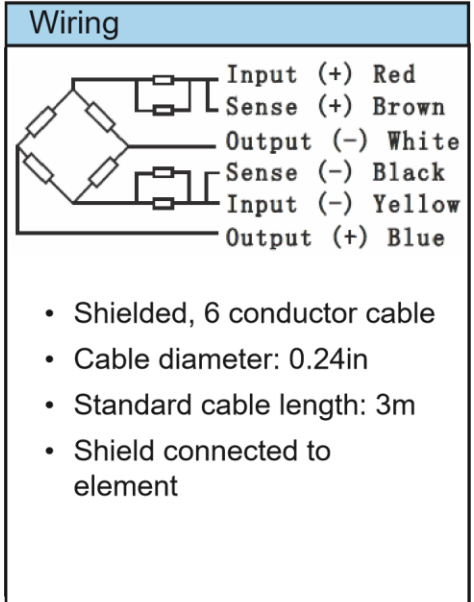 Wiring
Input (+) Red
Sense (+) Brown
Output (−) White
Sense (−) Black
Input (−) Yellow
Output (+) Blue
• Shielded, 6 conductor cable
• Cable diameter: 0.24in
• Standard cable length: 3m
• Shield connected to
element